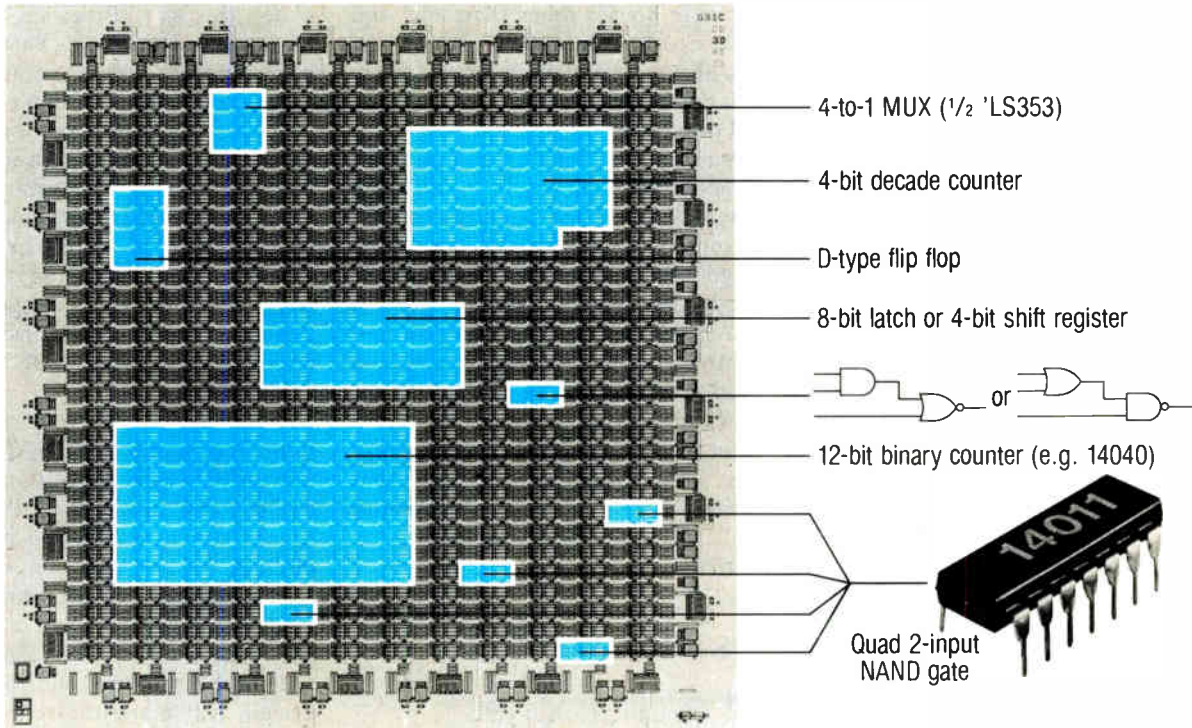 4-to-1 MUX (1/2 'LS353)
4-bit decade counter
D-type flip flop
8-bit latch or 4-bit shift register
or
12-bit binary counter (e.g. 14040)
14011
Quad 2-input
NAND gate